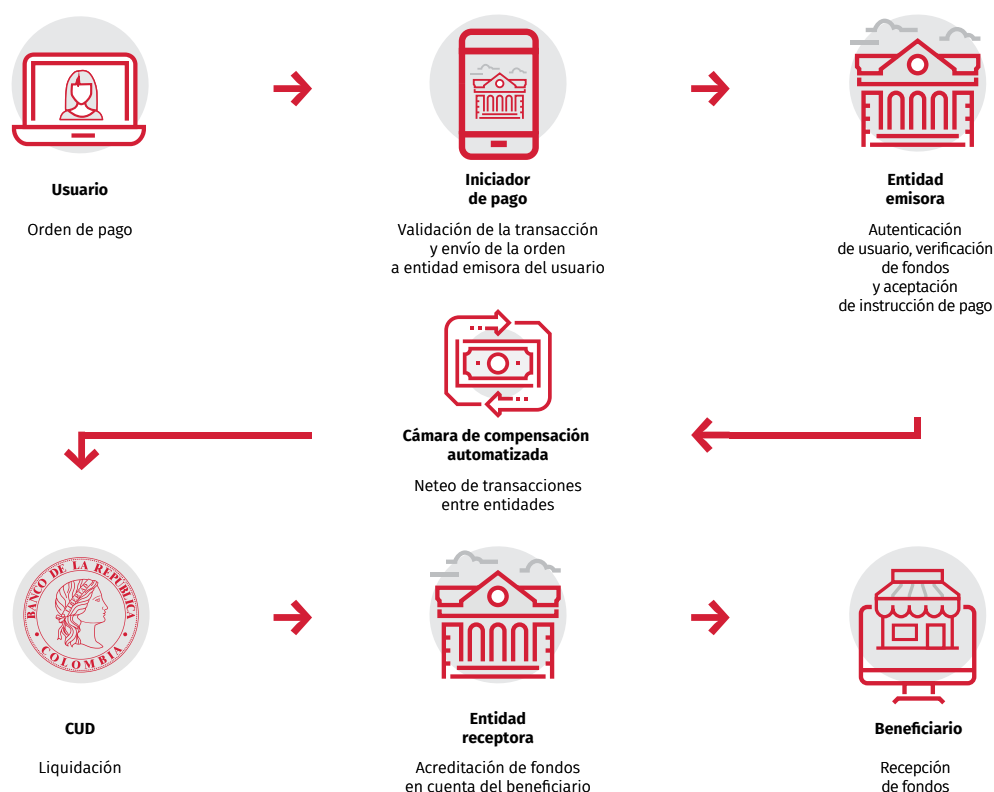 Usuario
Orden de pago
Iniciador
de pago
Validación de la transacción
y envío de la orden
a entidad emisora del usuario
Entidad
emisora
Autenticación
de usuario, verificación
de fondos
y aceptación
de instrucción de pago
Cámara de compensación
automatizada
Neteo de transacciones
entre entidades
BANCO DE LA REPÚBLICA
COLOMBIA
CUD
Liquidación
Entidad
receptora
Acreditación de fondos
en cuenta del beneficiario
Beneficiario
Recepción
de fondos